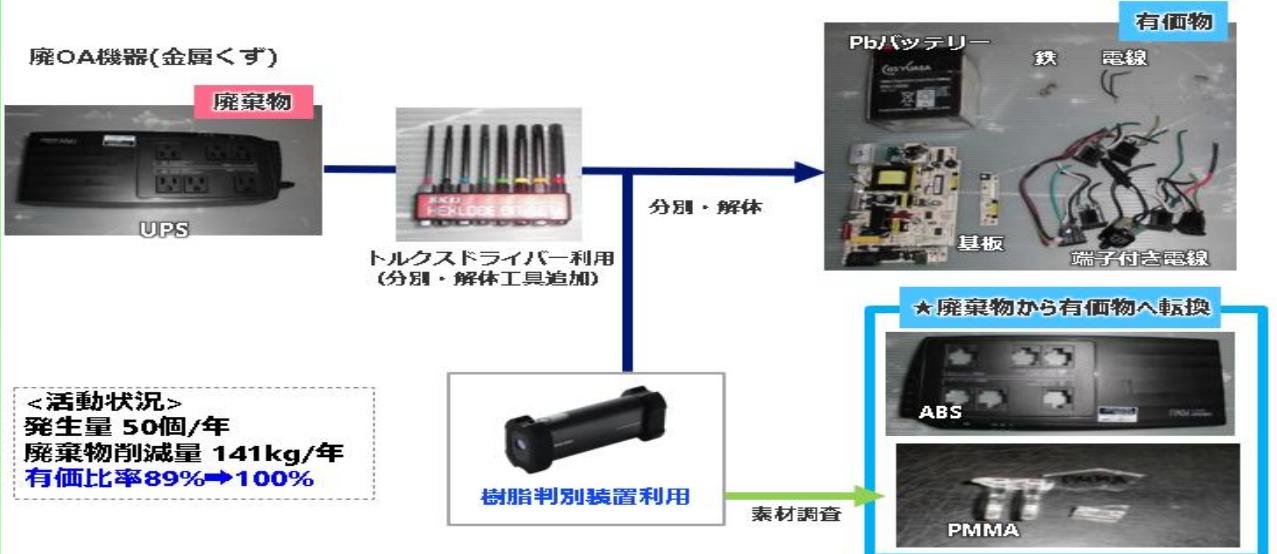 有価物
廃OA機器(金属くず)
廃棄物
UPS
トルクスドライバー利用
(分別・解体工具追加)
分別・解体
Pbバッテリー
鉄
電線
GS YUASA
基板
端子付き電線
★廃棄物から有価物へ転換
ABS
PMMA
<活動状況>
発生量 50個/年
廃棄物削減量 141kg/年
有価比率89%➡100%
樹脂判別装置利用
素材調査